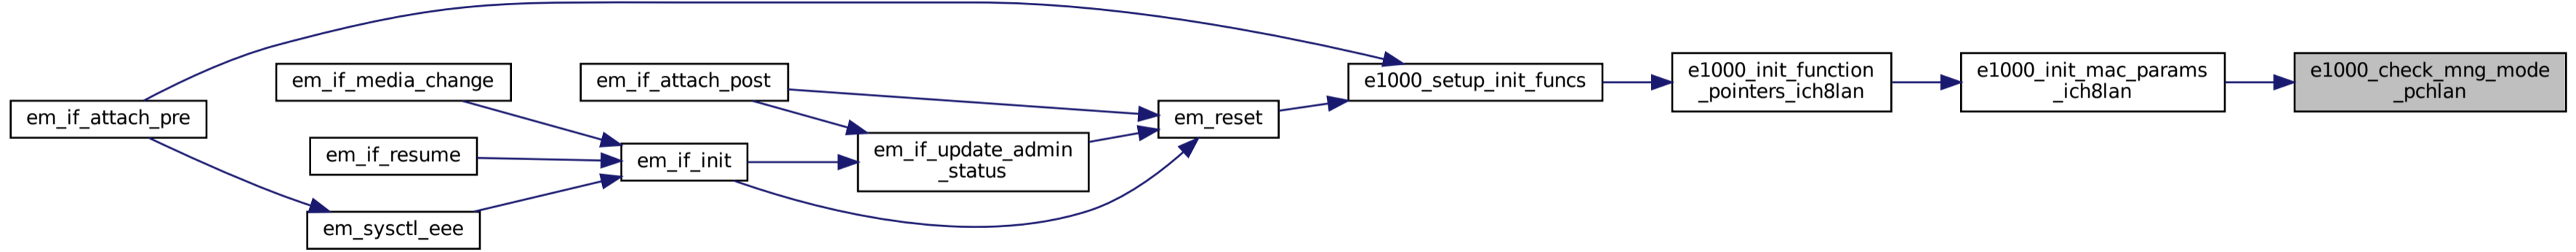 em_if_attach_pre
em_if_media_change
em_if_resume
em_sysctl_eee
em_if_attach_post
em_if_init
em_if_update_admin
_status
em_reset
e1000_setup_init_funcs
e1000_init_function
_pointers_ich8lan
e1000_init_mac_params
_ich8lan
e1000_check_mng_mode
_pchlan